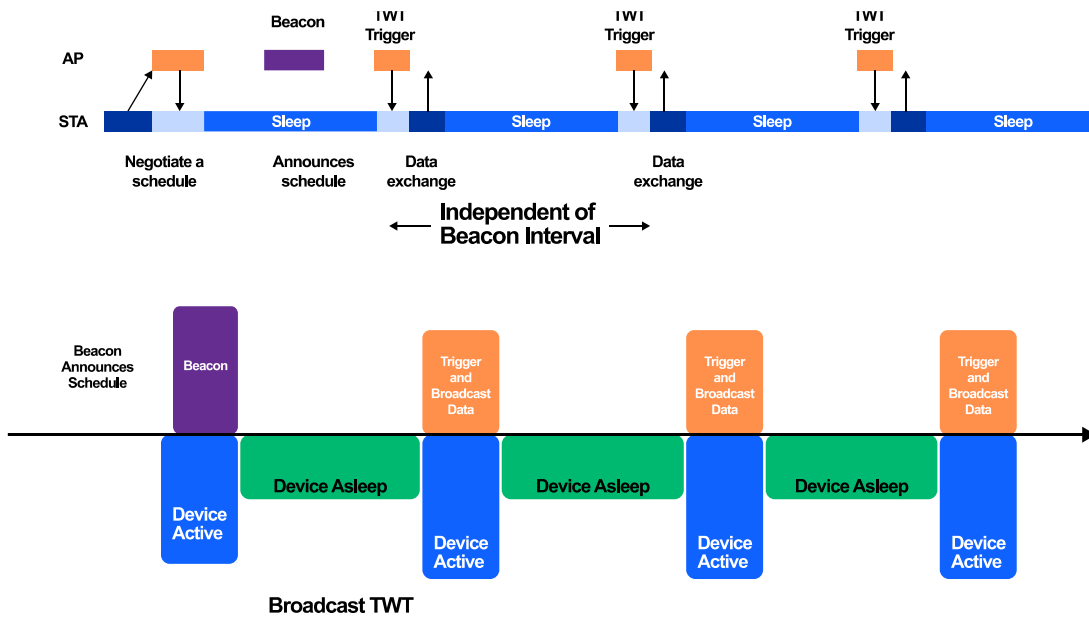 Beacon
TWT
Trigger
TWT
Trigger
TWT
Trigger
AP
STA
Sleep
Sleep
Sleep
Sleep
Negotiate a
schedule
Announces
schedule
Data
exchange
Data
exchange
Independent of
Beacon Interval
Beacon
Announces
Schedule
Beacon
Trigger
and
Broadcast
Data
Trigger
and
Broadcast
Data
Trigger
and
Broadcast
Data
Device Asleep
Device Asleep
Device Asleep
Device
Active
Device
Active
Device
Active
Device
Active
Broadcast TWT